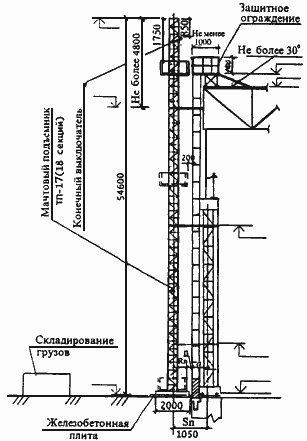 Защитное
ограждение
Не менее
1000
1750
Не более 4800
Не более 30°
200
Мачтовый подъемник
ТП-17(18 секций)
Конечный выключатель
54600
Складирование
грузов
2000
Sп
1050
Железобетонная
плита